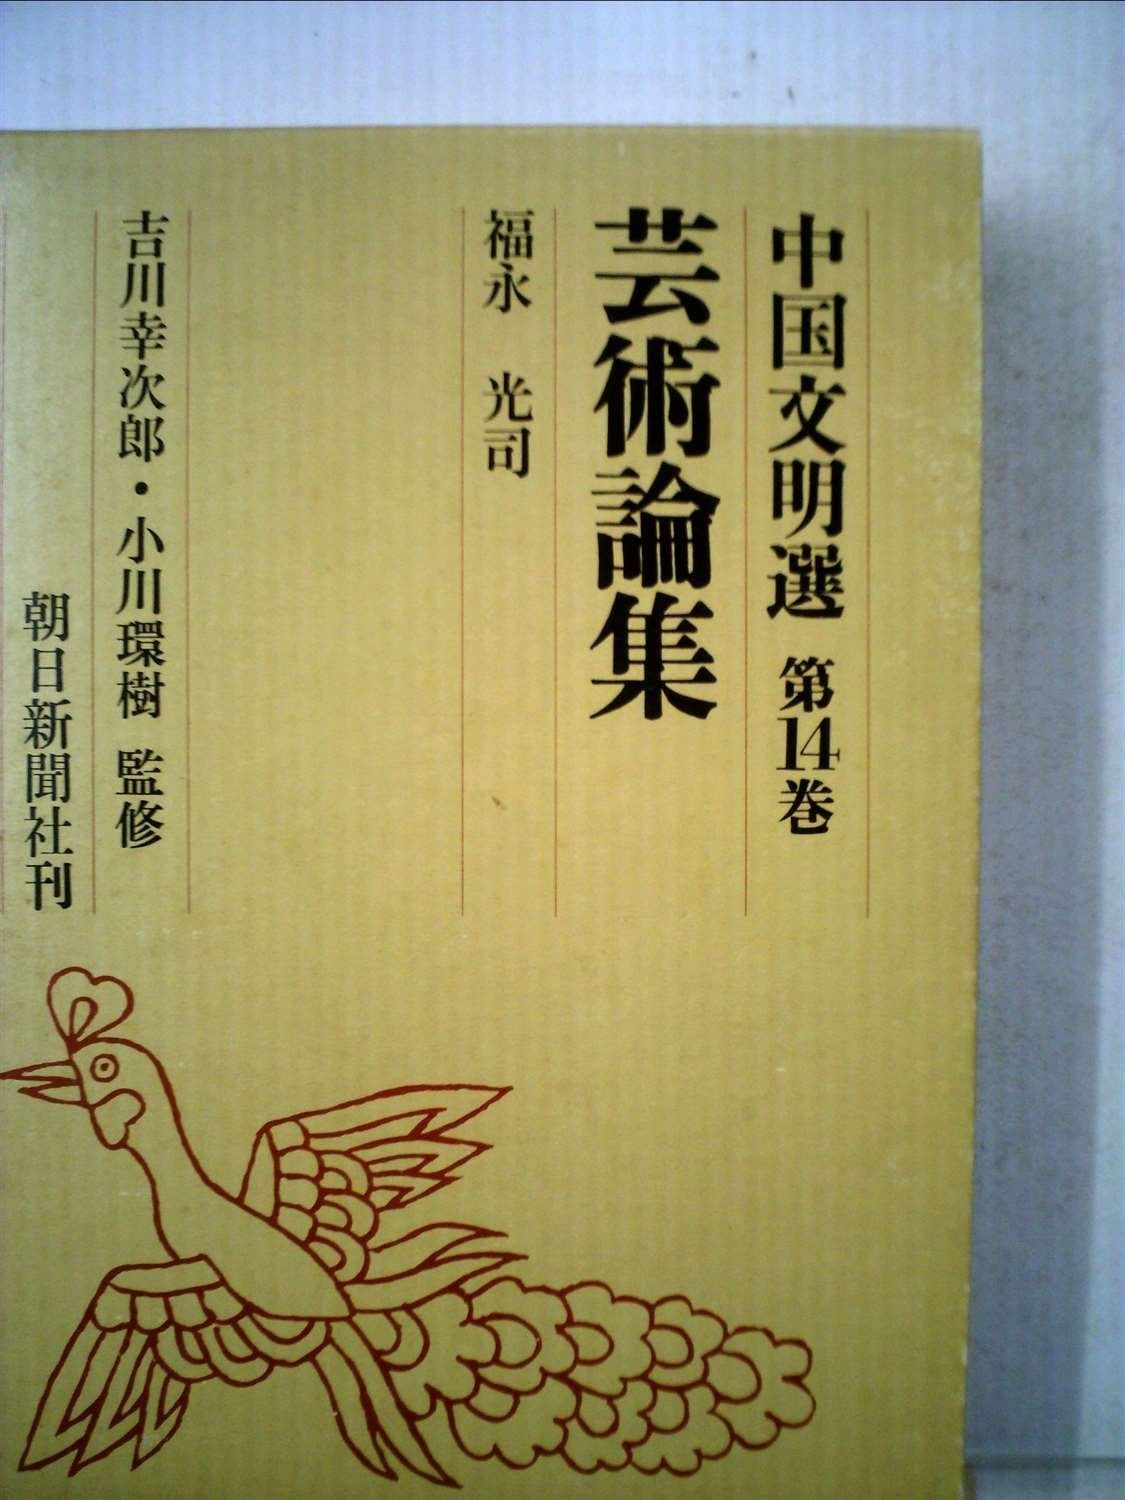 中国文明選 第14巻
芸術論集
福永 光司
吉川幸次郎・小川環樹 監修
朝日新聞社刊